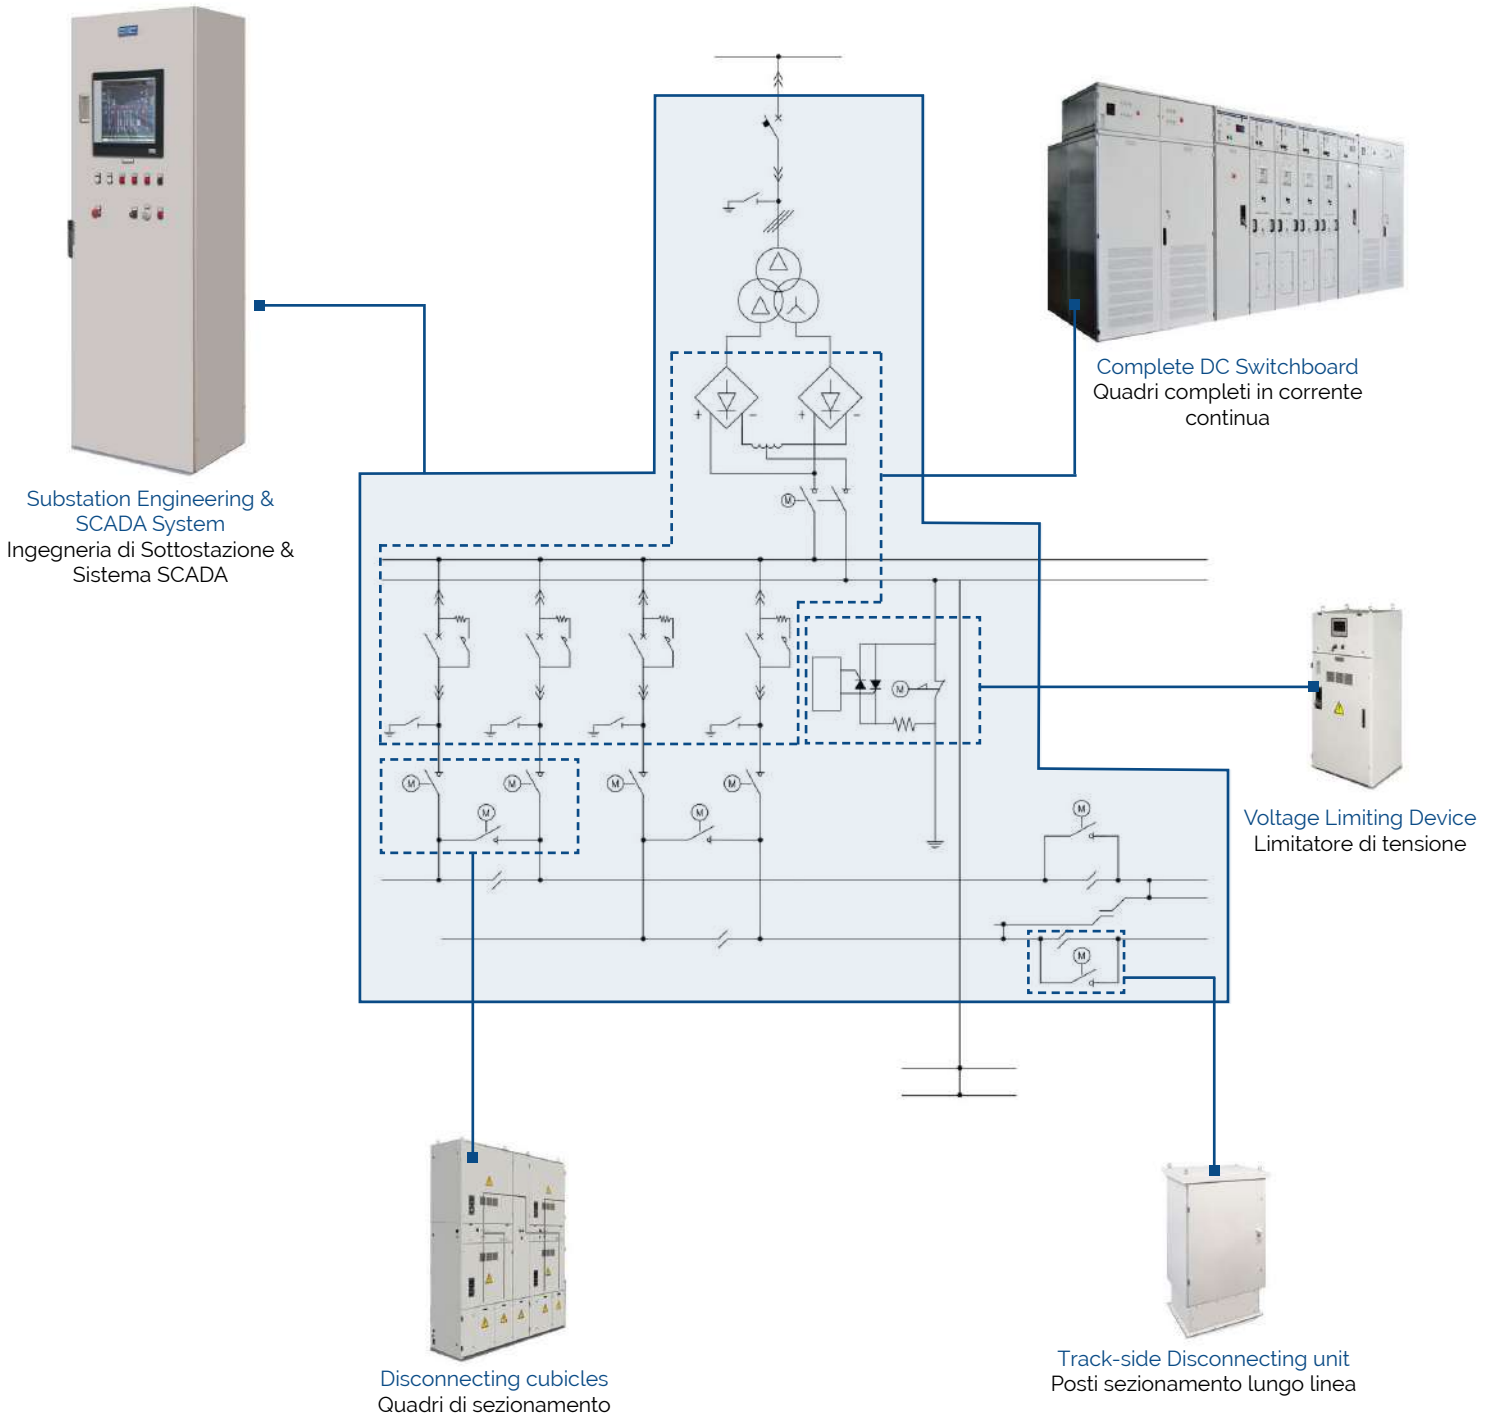 Complete DC Switchboard
Quadri completi in corrente
continua
+
−
+
−
M
Substation Engineering &
SCADA System
Ingegneria di Sottostazione &
Sistema SCADA
M
M
M
M
M
M
M
M
Voltage Limiting Device
Limitatore di tensione
M
Track-side Disconnecting unit
Posti sezionamento lungo linea
Disconnecting cubicles
Quadri di sezionamento